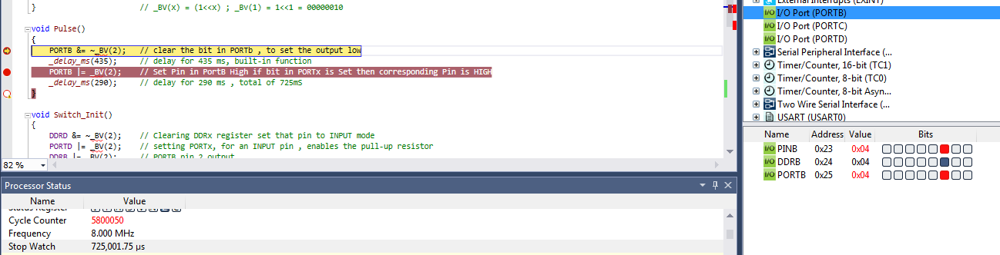 }                   // _BV(x) = (1<<x) ; _Bv(1) = 1<<1 = 00000010
void Pulse()
{
PORTB &= ~_BV(2);   // clear the bit in PORTb , to set the output low
_delay_ms(435);     // delay for 435 ms, built-in function
PORTB |= _BV(2);    // Set Pin in PortB High if bit in PORTx is Set then corresponding Pin is HIGH
_delay_ms(290);     // delay for 290 ms , total of 725mS
}
void Switch_Init()
{
DDRD &= ~_BV(2);    // Clearing DDRx register set that pin to INPUT mode
PORTD |= _BV(2);    // setting PORTx, for an INPUT pin , enables the pull-up resistor
DDRB |= _BV(2);     // PORTB pin 2 output
82 %
Processor Status
Name Value
Status Register
Cycle Counter 5800050
Frequency 8.000 MHz
Stop Watch 725,001.75 µs
External Interrupts (EXINT)
I/O I/O Port (PORTB)
I/O I/O Port (PORTC)
I/O I/O Port (PORTD)
Serial Peripheral Interface (...
Timer/Counter, 16-bit (TC1)
Timer/Counter, 8-bit (TC0)
Timer/Counter, 8-bit Asyn...
Two Wire Serial Interface (...
USART (USART0)
Name Address Value Bits
I/O PINB 0x23 0x04
I/O DDRB 0x24 0x04
I/O PORTB 0x25 0x04